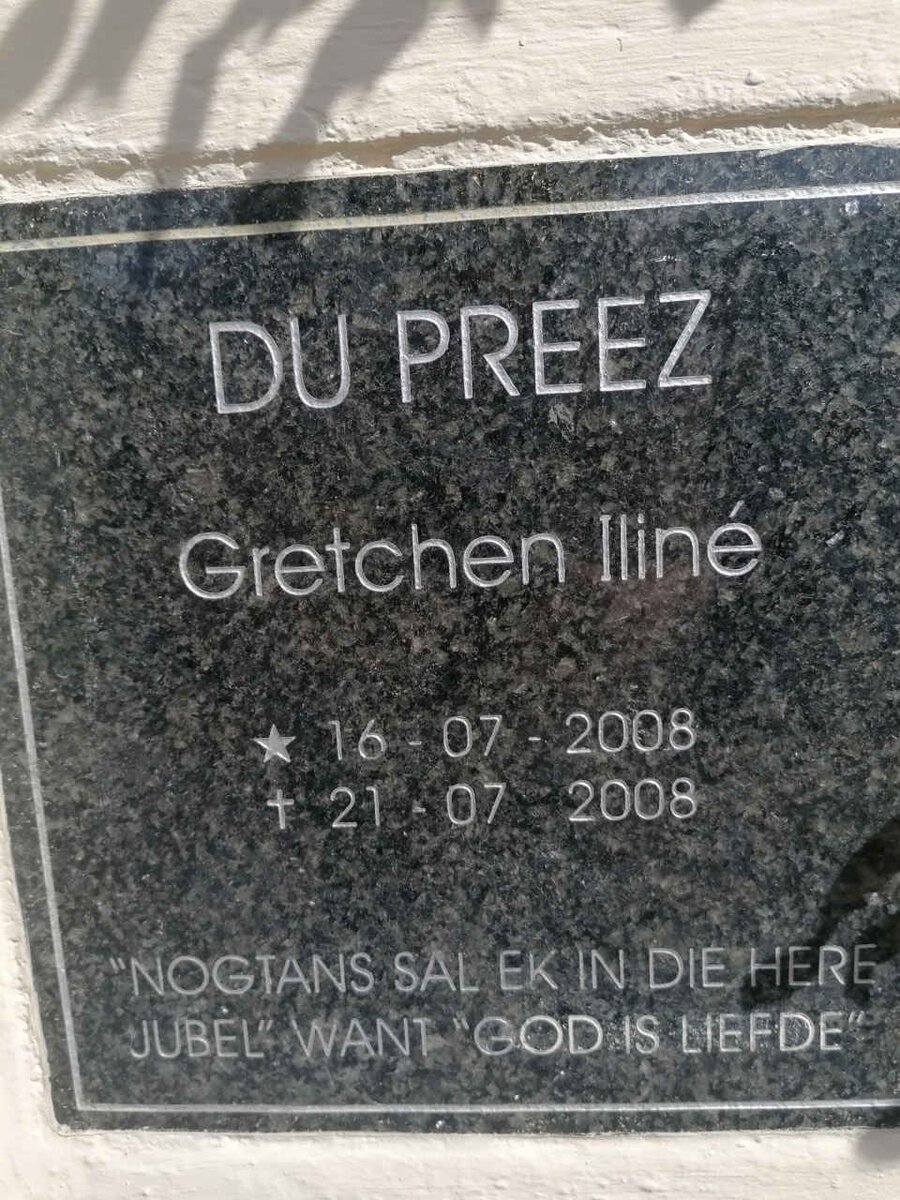 DU PREEZ
Gretchen Iliné
★ 16 - 07 - 2008
✝ 21 - 07 2008
"NOGTANS SAL EK IN DIE HERE
JUBEL" WANT "GOD IS LIEFDE"